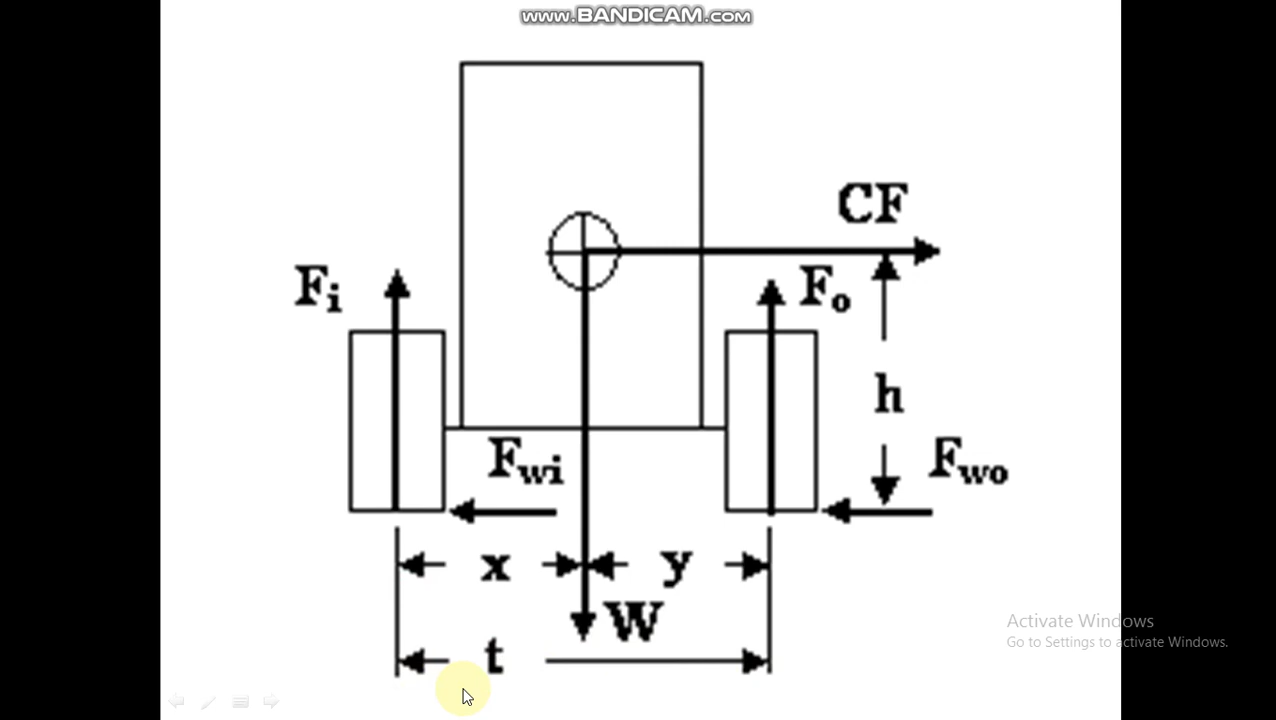 www.BANDICAM.com
CF
Fi
Fo
h
Fwi
Fwo
x
y
W
t
Activate Windows
Go to Settings to activate Windows.